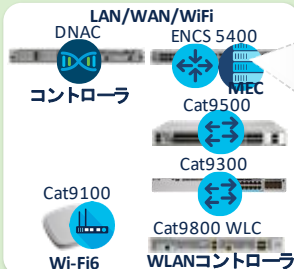 LAN/WAN/WiFi
DNAC
コントローラ
ENCS 5400
MEC
Cat9500
Cat9300
Cat9100
Wi-Fi6
Cat9800 WLC
WLANコントローラ